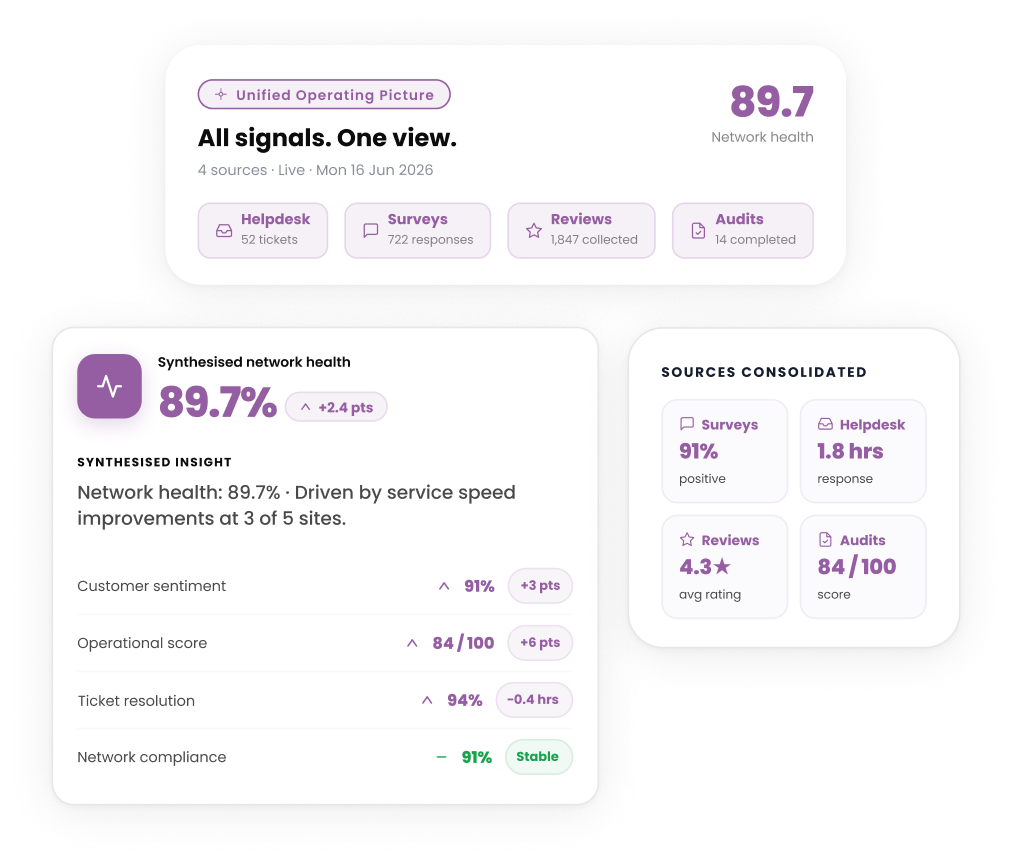 Unified Operating Picture
All signals. One view.
4 sources · Live · Mon 16 Jun 2026
89.7
Network health
Helpdesk
52 tickets
Surveys
722 responses
Reviews
1,847 collected
Audits
14 completed
Synthesised network health
89.7% +2.4 pts
SYNTHESISED INSIGHT
Network health: 89.7% · Driven by service speed
improvements at 3 of 5 sites.
Customer sentiment 91% +3 pts
Operational score 84 / 100 +6 pts
Ticket resolution 94% -0.4 hrs
Network compliance – 91% Stable
SOURCES CONSOLIDATED
Surveys
91%
positive
Helpdesk
1.8 hrs
response
Reviews
4.3★
avg rating
Audits
84 / 100
score